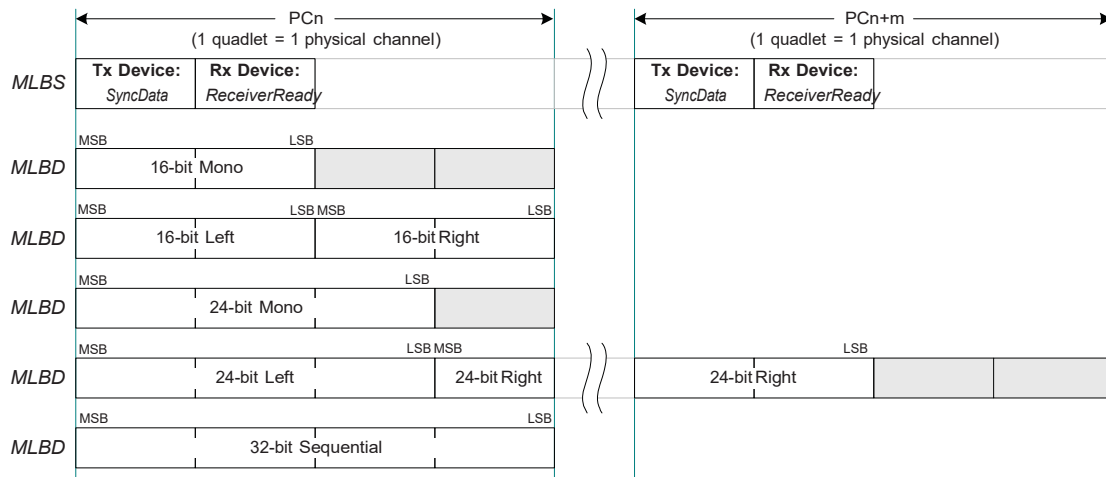 PCn PCn+m
(1 quadlet = 1 physical channel) (1 quadlet = 1 physical channel)
MLBS Tx Device: Rx Device: Tx Device: Rx Device:
SyncData ReceiverReady SyncData ReceiverReady
MSB LSB
MLBD 16-bit Mono
MSB LSB MSB LSB
MLBD 16-bit Left 16-bit Right
MSB LSB
MLBD 24-bit Mono
MSB LSB MSB LSB
MLBD 24-bit Left 24-bit Right 24-bit Right
MSB LSB
MLBD 32-bit Sequential